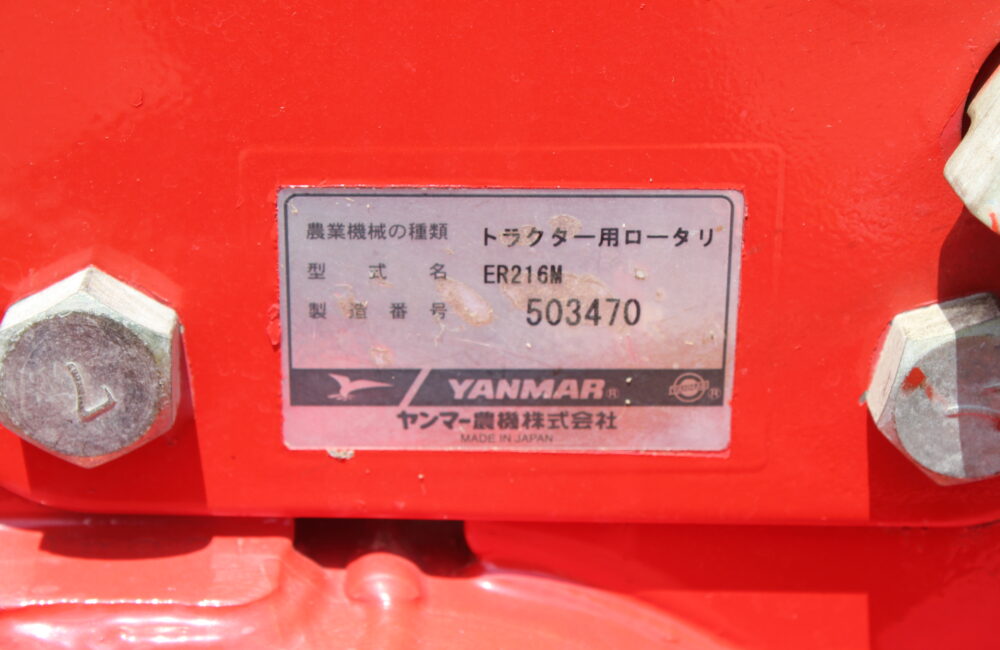 農業機械の種類 トラクター用ロータリ
型式名 ER216M
製造番号 503470
YANMAR ®
®
ヤンマー農機株式会社
MADE IN JAPAN
7